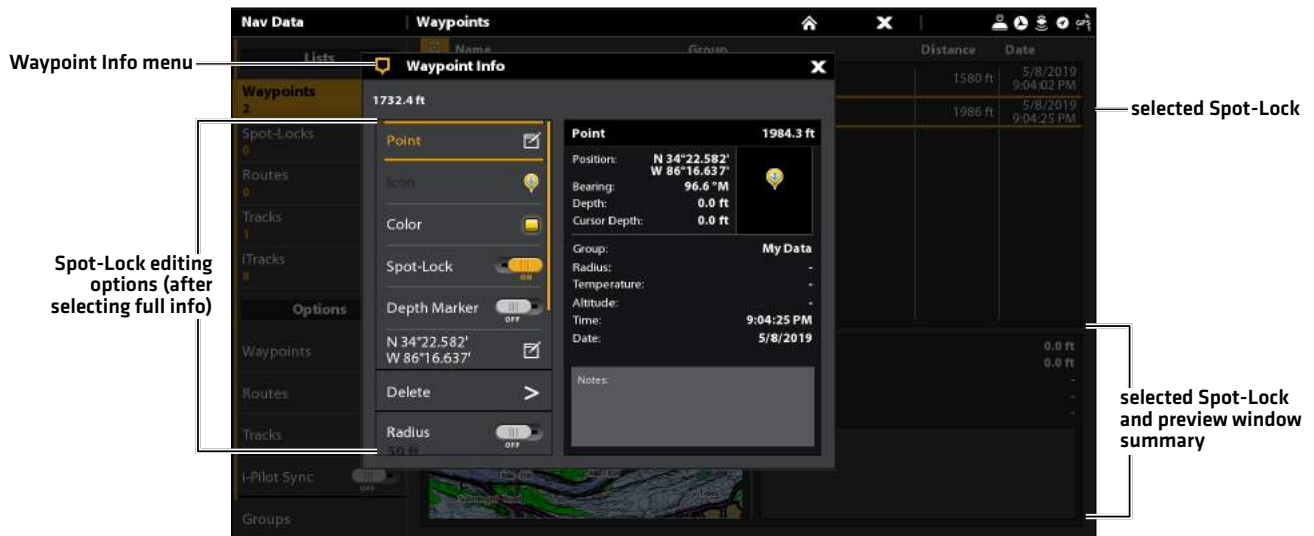 Nav Data
Waypoints
GPS
Waypoint Info menu
Lists
Name
Group
Distance
Date
Waypoint Info
1580 ft
5/8/2019
9:04:02 PM
Waypoints
2
1732.4 ft
1986 ft
5/8/2019
9:04:25 PM
selected Spot-Lock
Spot-Locks
0
Routes
0
Tracks
1
iTracks
8
Options
Waypoints
Routes
Tracks
i-Pilot Sync
OFF
Groups
Spot-Lock editing
options (after
selecting full info)
Point
Icon
Color
Spot-Lock
ON
Depth Marker
OFF
N 34°22.582'
W 86°16.637'
Delete
Radius
OFF
50 ft
Point
1984.3 ft
Position:
N 34°22.582'
W 86°16.637'
Bearing:
96.6 °M
Depth:
0.0 ft
Cursor Depth:
0.0 ft
Group:
My Data
Radius:
-
Temperature:
-
Altitude:
-
Time:
9:04:25 PM
Date:
5/8/2019
Notes:
0.0 ft
0.0 ft
-
-
-
selected Spot-Lock
and preview window
summary